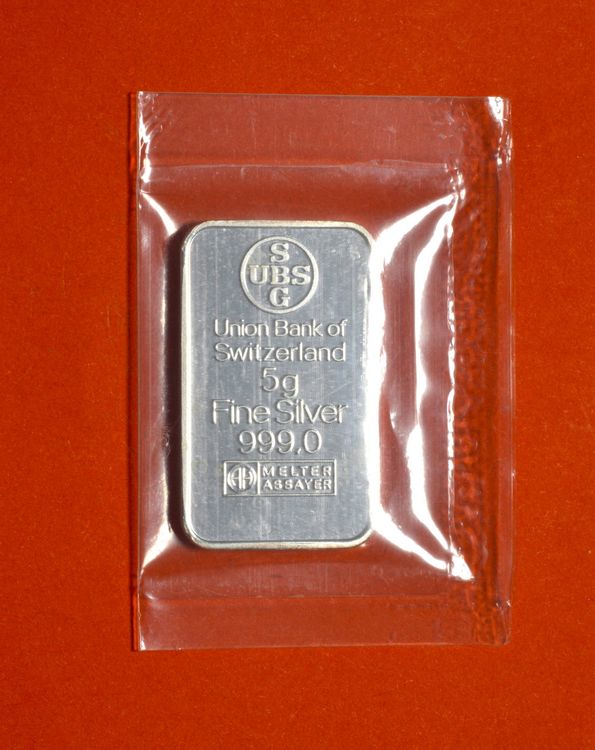 S
UBS
G
Union Bank of
Switzerland
5g
Fine Silver
999,0
MELTER
ASSAYER